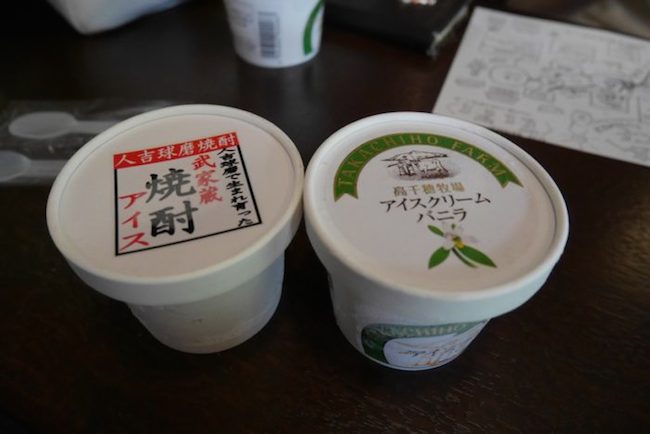 人吉球磨焼酎
人吉球磨で生まれ育った
武家蔵
焼酎
アイス
TAKACHIHO FARM
高千穂牧場
アイスクリーム
バニラ